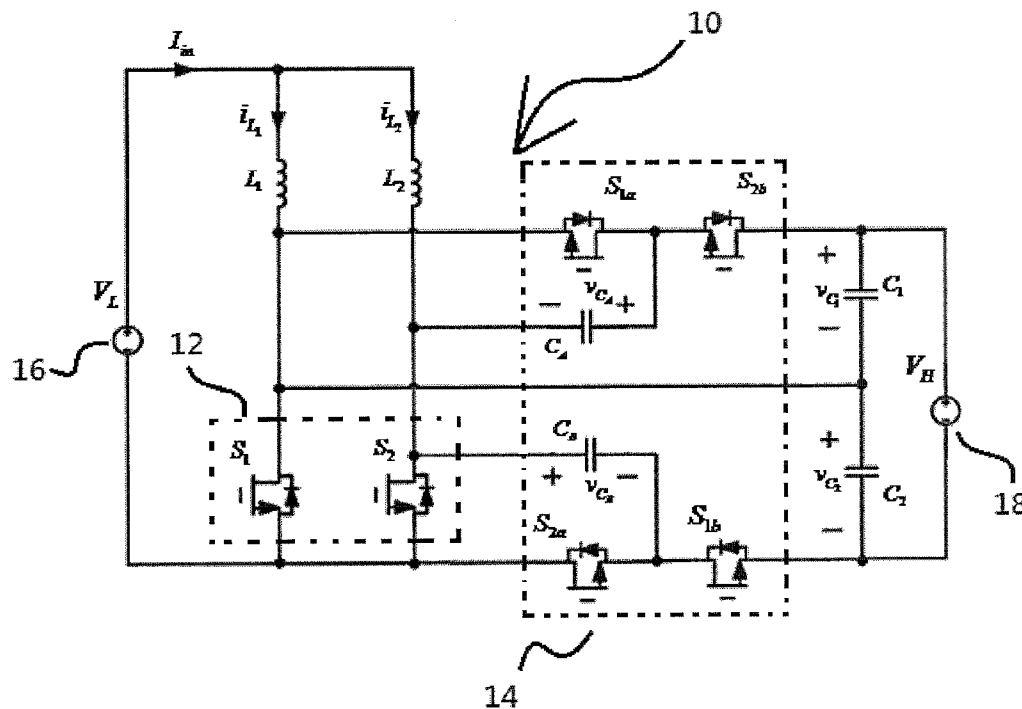 10
I_in
i_L1
i_L2
L1
L2
S1a
S2b
V_L
v_CA
+
−
− +
C_A
v_C1
C1
16
12
V_H
S1
S2
C_B
+ −
v_CB
+
v_C2
−
C2
18
S2a
S1b
14